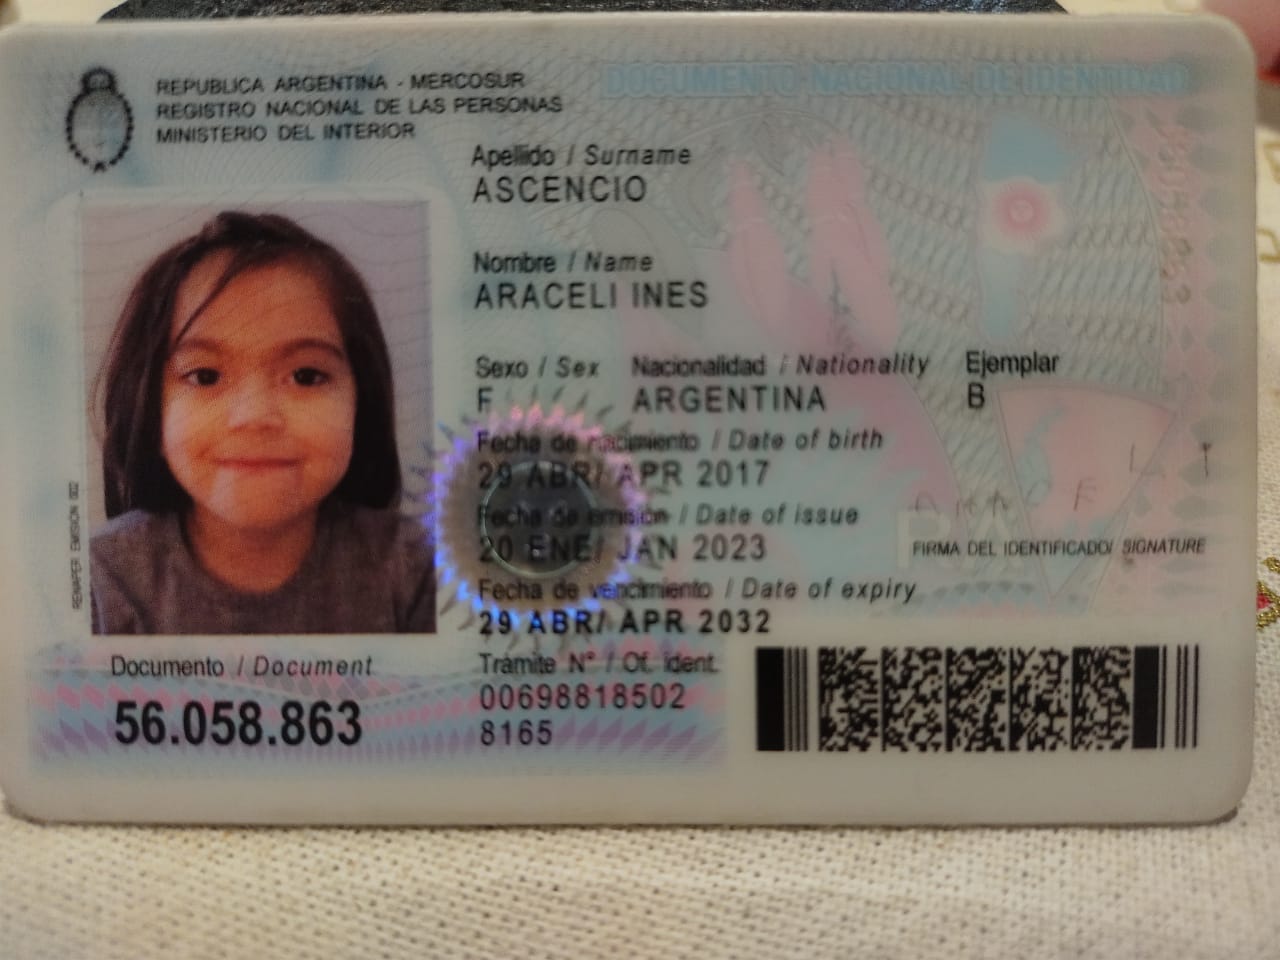 REPUBLICA ARGENTINA - MERCOSUR
REGISTRO NACIONAL DE LAS PERSONAS
MINISTERIO DEL INTERIOR
DOCUMENTO NACIONAL DE IDENTIDAD
Apellido / Surname
ASCENCIO
Nombre / Name
ARACELI INES
Sexo / Sex Nacionalidad / Nationality Ejemplar
F ARGENTINA B
Fecha de nacimiento / Date of birth
29 ABR/ APR 2017
Fecha de emisión / Date of issue
20 ENE/ JAN 2023
FIRMA DEL IDENTIFICADO/ SIGNATURE
Fecha de vencimiento / Date of expiry
29 ABR/ APR 2032
RENAPER EMISION 002
Documento / Document
56.058.863
Tramite N° / Of. ident.
00698818502
8165
RA